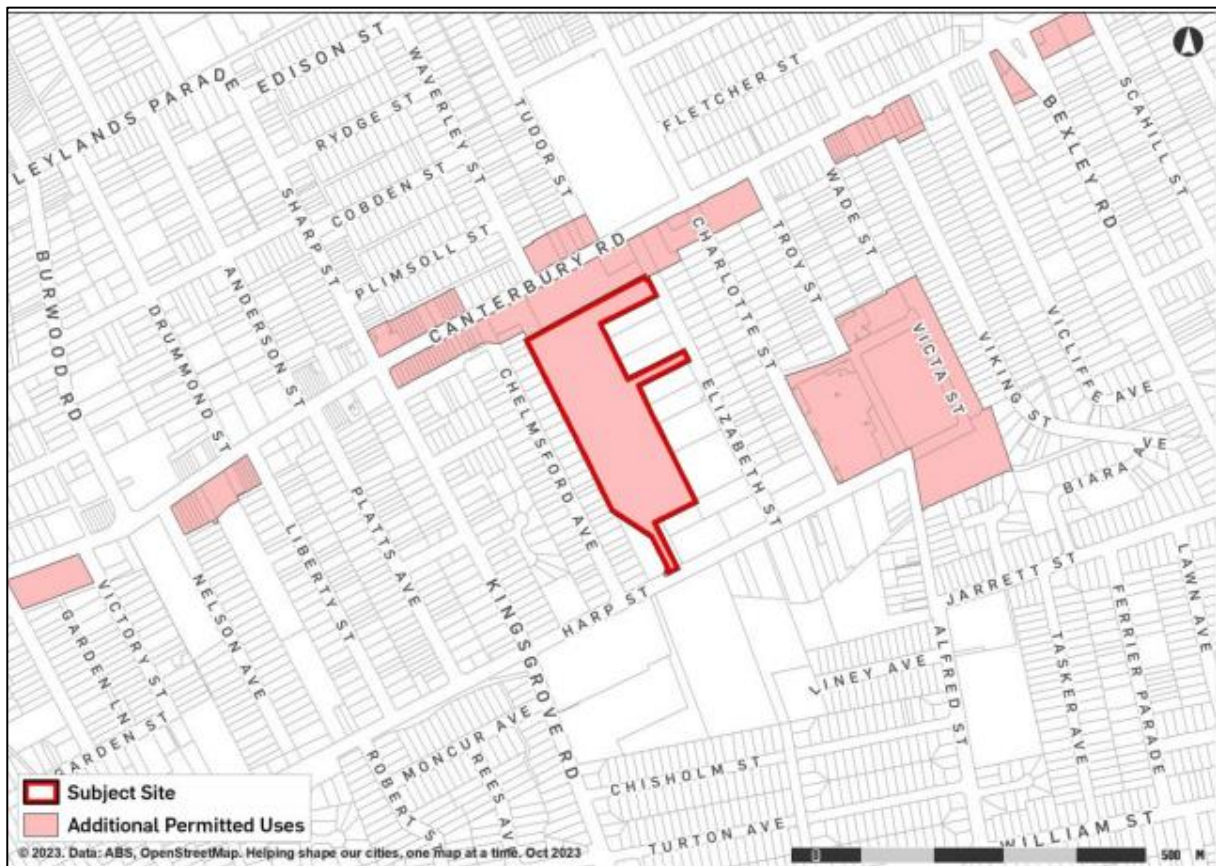 LEYLANDS PARADE
EDISON ST
WAVERLEY ST
TUDOR ST
FLETCHER ST
BEXLEY RD
SCAHILL ST
RYDGE ST
COBDEN ST
SHARP ST
PLIMSOLL ST
CANTERBURY RD
CHARLOTTE ST
TROY ST
WADE ST
BURWOOD RD
ANDERSON ST
DRUMMOND ST
CHELMSFORD AVE
ELIZABETH ST
VICTA ST
VIKING ST
VICLIFFE AVE
BIARA AVE
PLATTS AVE
LIBERTY ST
NELSON AVE
VICTORY ST
GARDEN LN
GARDEN ST
KINGSGROVE RD
HARP ST
JARRETT ST
LAWN AVE
FERRIER PARADE
TASKER AVE
ALFRED ST
LINEY AVE
MONCUR AVE
ROBERT ST
REES AV
CHISHOLM ST
TURTON AVE
WILLIAM ST
Subject Site
Additional Permitted Uses
© 2023. Data: ABS, OpenStreetMap. Helping shape our cities, one map at a time. Oct 2023
0 500 M